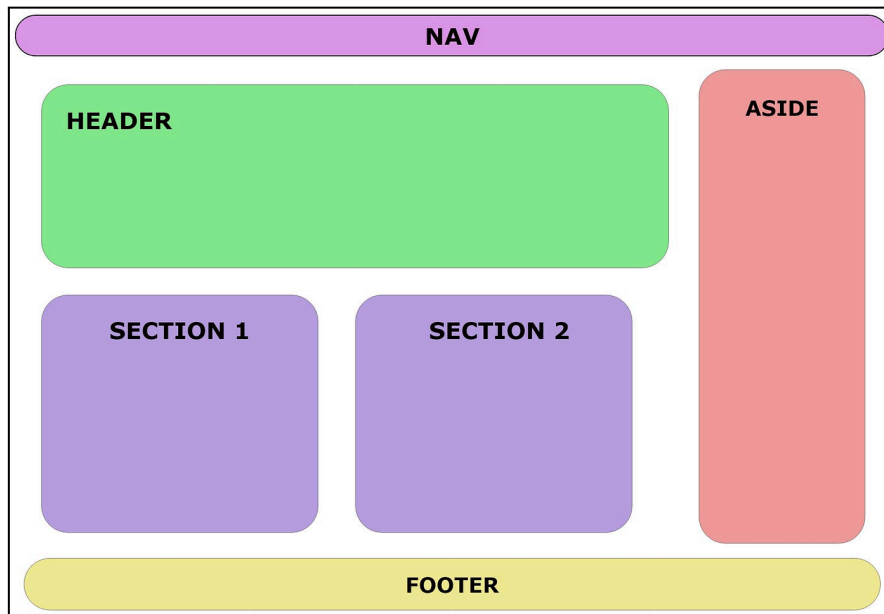 NAV
HEADER
ASIDE
SECTION 1
SECTION 2
FOOTER